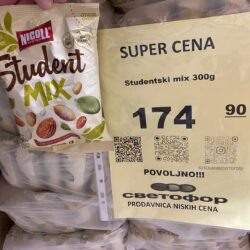 NICOLL
Student
MIX
SUPER CENA
Studentski mix 300g
174 90
POVOLJNO!!!
светофор
PRODAVNICA NISKIH CENA